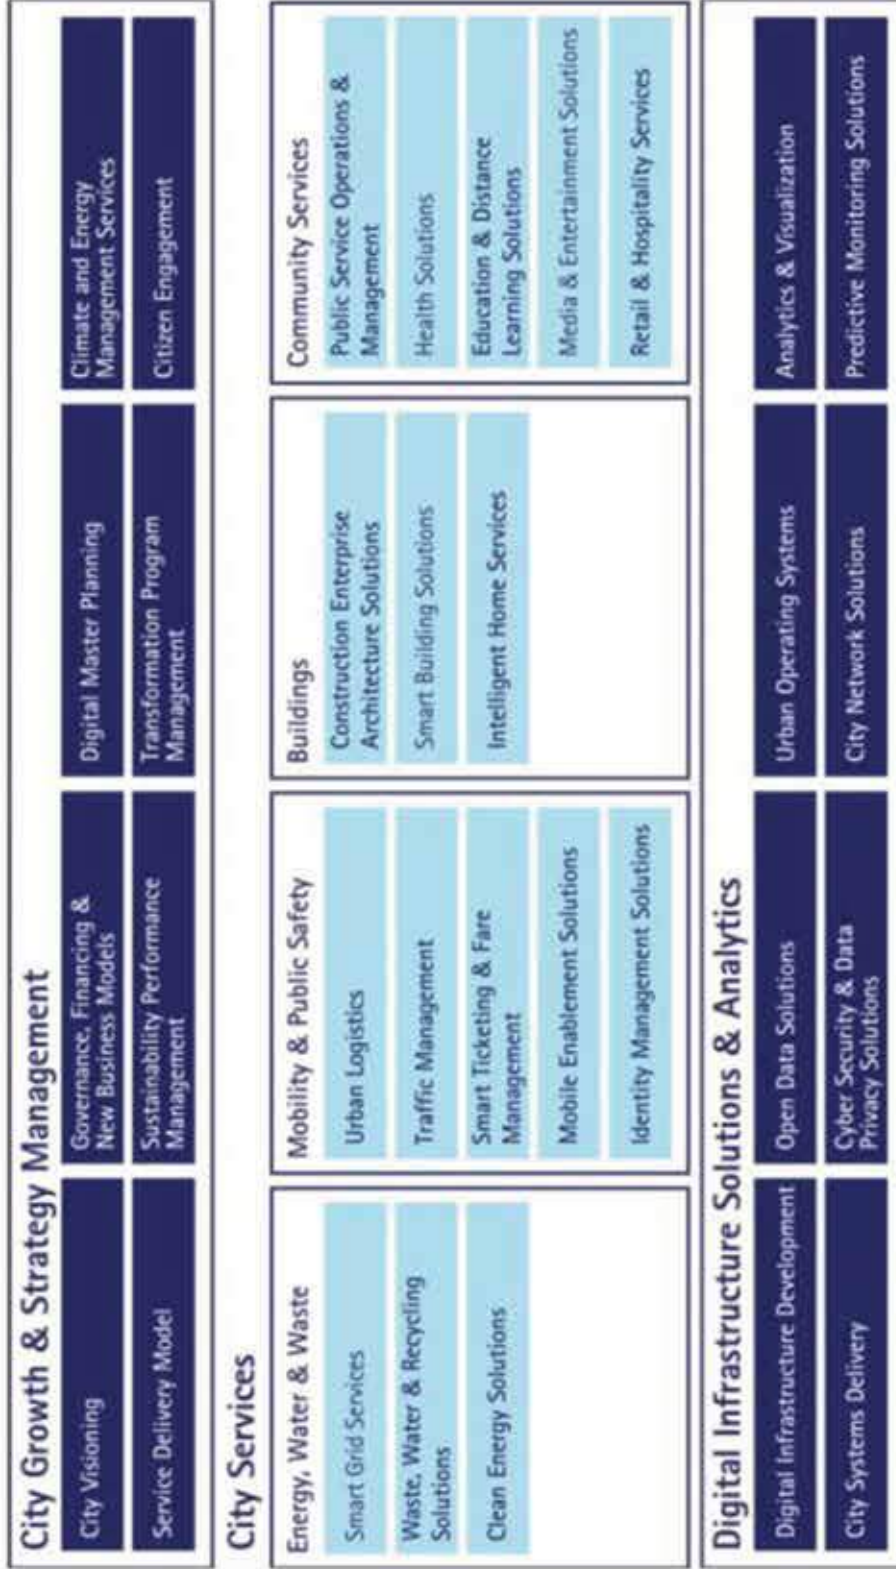 City Growth & Strategy Management
City Visioning
Governance, Financing &
New Business Models
Digital Master Planning
Climate and Energy
Management Services
Service Delivery Model
Sustainability Performance
Management
Transformation Program
Management
Citizen Engagement
City Services
Energy, Water & Waste
Smart Grid Services
Waste, Water & Recycling
Solutions
Clean Energy Solutions
Mobility & Public Safety
Urban Logistics
Traffic Management
Smart Ticketing & Fare
Management
Mobile Enablement Solutions
Identity Management Solutions
Buildings
Construction Enterprise
Architecture Solutions
Smart Building Solutions
Intelligent Home Services
Community Services
Public Service Operations &
Management
Health Solutions
Education & Distance
Learning Solutions
Media & Entertainment Solutions
Retail & Hospitality Services
Digital Infrastructure Solutions & Analytics
Digital Infrastructure Development
Open Data Solutions
Urban Operating Systems
Analytics & Visualization
City Systems Delivery
Cyber Security & Data
Privacy Solutions
City Network Solutions
Predictive Monitoring Solutions